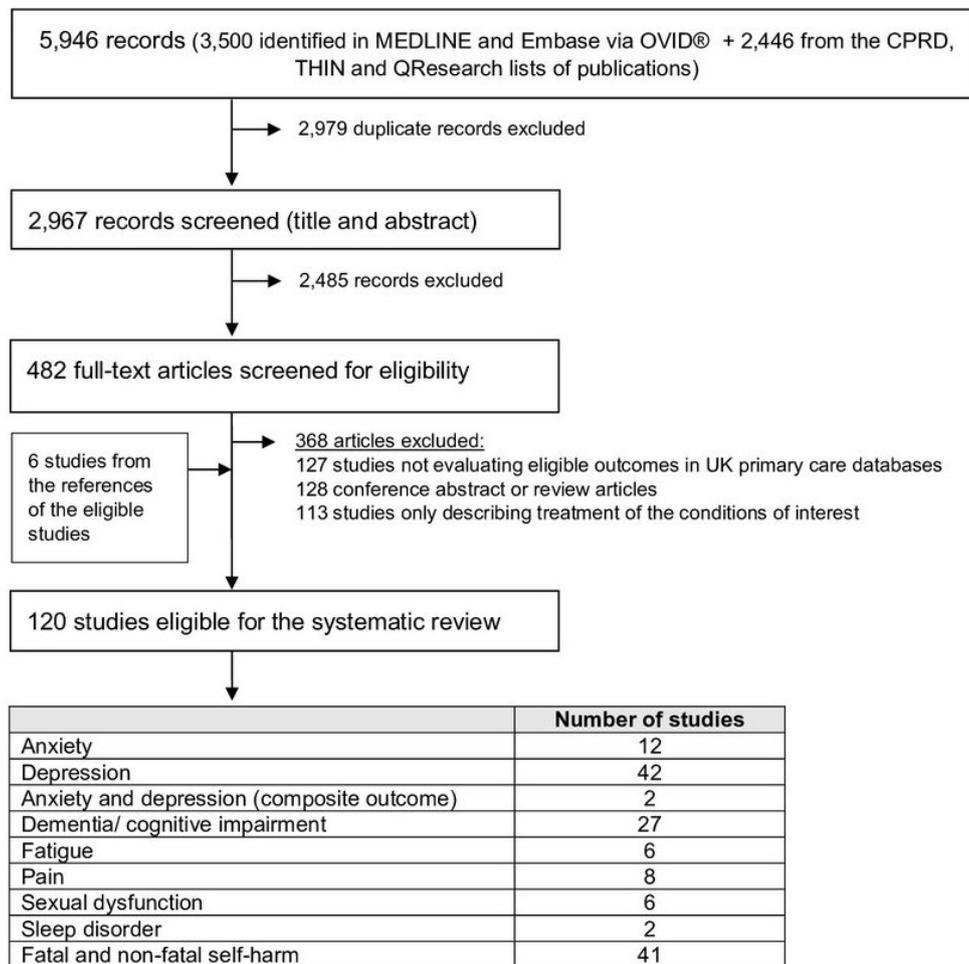 5,946 records (3,500 identified in MEDLINE and Embase via OVID® + 2,446 from the CPRD,
THIN and QResearch lists of publications)
2,979 duplicate records excluded
2,967 records screened (title and abstract)
2,485 records excluded
482 full-text articles screened for eligibility
6 studies from
the references
of the eligible
studies
368 articles excluded:
127 studies not evaluating eligible outcomes in UK primary care databases
128 conference abstract or review articles
113 studies only describing treatment of the conditions of interest
120 studies eligible for the systematic review
Number of studies
Anxiety 12
Depression 42
Anxiety and depression (composite outcome) 2
Dementia/ cognitive impairment 27
Fatigue 6
Pain 8
Sexual dysfunction 6
Sleep disorder 2
Fatal and non-fatal self-harm 41